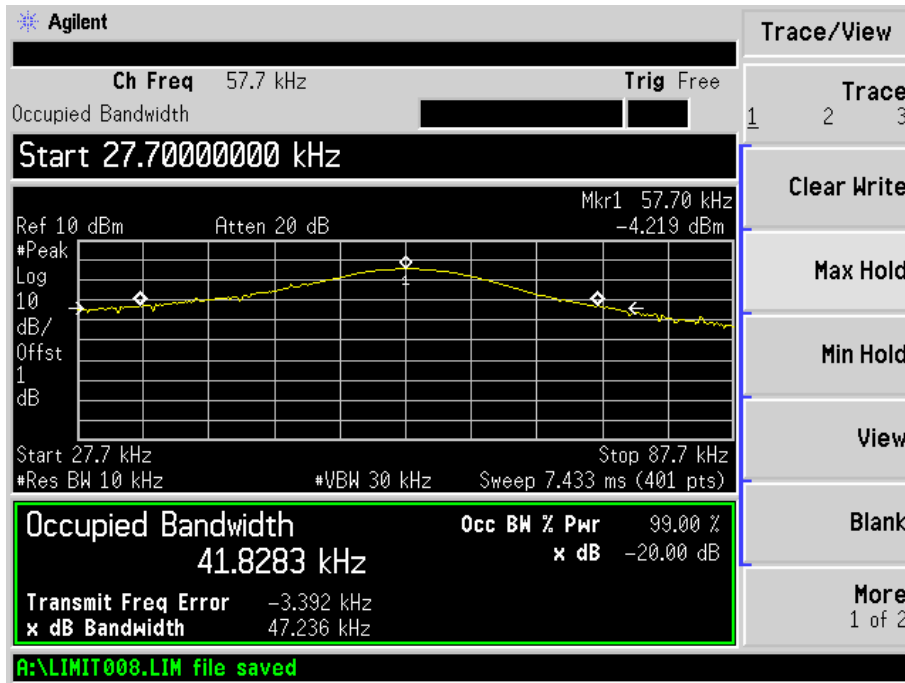 Agilent
Trace/View
Ch Freq 57.7 kHz Trig Free
Occupied Bandwidth
Trace
1 2 3
Start 27.70000000 kHz
Clear Write
Mkr1 57.70 kHz
Ref 10 dBm Atten 20 dB -4.219 dBm
#Peak
Log
10
dB/
Offst
1
dB
1
Max Hold
Min Hold
View
Start 27.7 kHz Stop 87.7 kHz
#Res BW 10 kHz #VBW 30 kHz Sweep 7.433 ms (401 pts)
Occupied Bandwidth Occ BW % Pwr 99.00 %
41.8283 kHz x dB -20.00 dB
Blank
Transmit Freq Error -3.392 kHz
x dB Bandwidth 47.236 kHz
More
1 of 2
A:\LIMIT008.LIM file saved